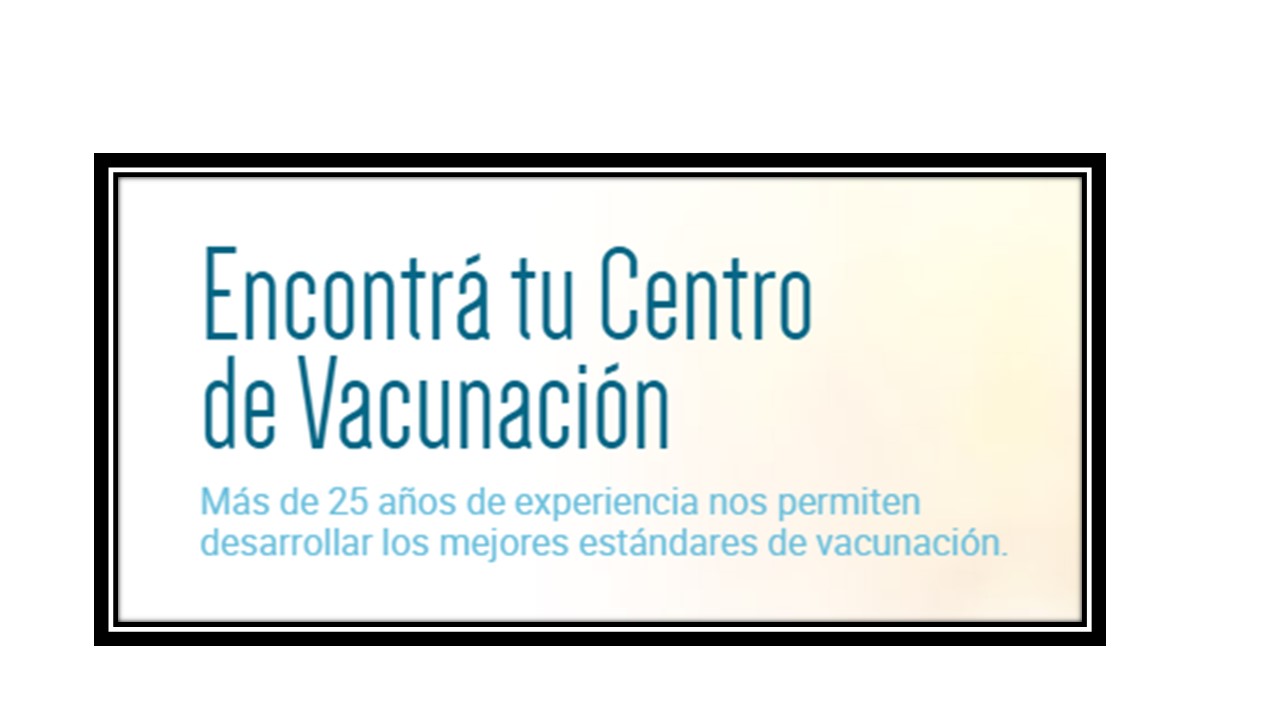 Encontrá tu Centro
de Vacunación
Más de 25 años de experiencia nos permiten
desarrollar los mejores estándares de vacunación.